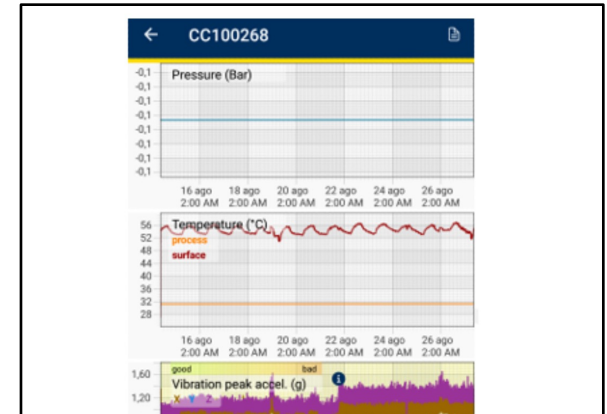 CC100268
Pressure (Bar)
-0,1
-0,1
-0,1
-0,1
-0,1
-0,1
-0,1
-0,1
16 ago 18 ago 20 ago 22 ago 24 ago 26 ago
2:00 AM 2:00 AM 2:00 AM 2:00 AM 2:00 AM 2:00 AM
Temperature (°C)
process
surface
56
52
48
44
40
36
32
28
16 ago 18 ago 20 ago 22 ago 24 ago 26 ago
2:00 AM 2:00 AM 2:00 AM 2:00 AM 2:00 AM 2:00 AM
good bad
Vibration peak accel. (g)
X Y Z
1,60
1,20